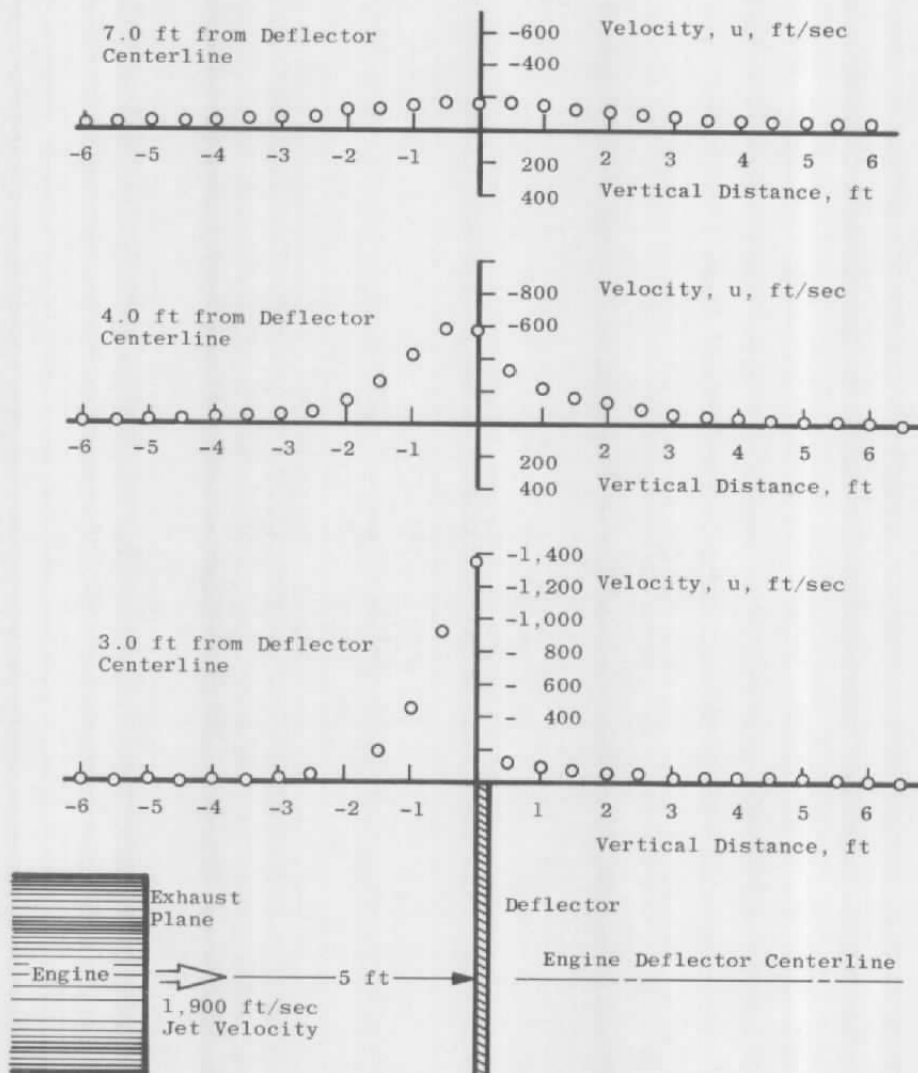 7.0 ft from Deflector
Centerline
-600 Velocity, u, ft/sec
-400
-6 -5 -4 -3 -2 -1 2 3 4 5 6
200
400 Vertical Distance, ft
4.0 ft from Deflector
Centerline
-800 Velocity, u, ft/sec
-600
-6 -5 -4 -3 -2 -1 2 3 4 5 6
200
400 Vertical Distance, ft
3.0 ft from Deflector
Centerline
-1,400
-1,200 Velocity, u, ft/sec
-1,000
- 800
- 600
- 400
-6 -5 -4 -3 -2 -1 1 2 3 4 5 6
Vertical Distance, ft
Exhaust
Plane
Deflector
Engine
5 ft
Engine Deflector Centerline
1,900 ft/sec
Jet Velocity